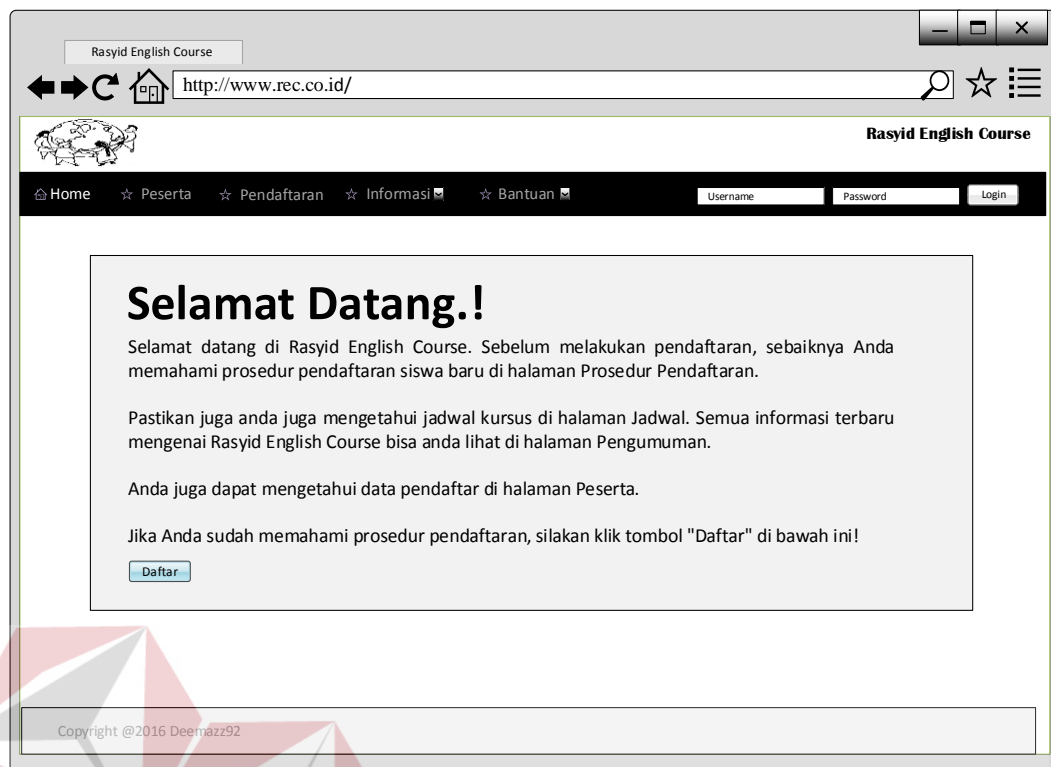 Rasyid English Course
http://www.rec.co.id/
Rasyid English Course
Home Peserta Pendaftaran Informasi Bantuan Username Password Login
Selamat Datang.!
Selamat datang di Rasyid English Course. Sebelum melakukan pendaftaran, sebaiknya Anda
memahami prosedur pendaftaran siswa baru di halaman Prosedur Pendaftaran.
Pastikan juga anda juga mengetahui jadwal kursus di halaman Jadwal. Semua informasi terbaru
mengenai Rasyid English Course bisa anda lihat di halaman Pengumuman.
Anda juga dapat mengetahui data pendaftar di halaman Peserta.
Jika Anda sudah memahami prosedur pendaftaran, silakan klik tombol "Daftar" di bawah ini!
Daftar
Copyright @2016 Deemazz92